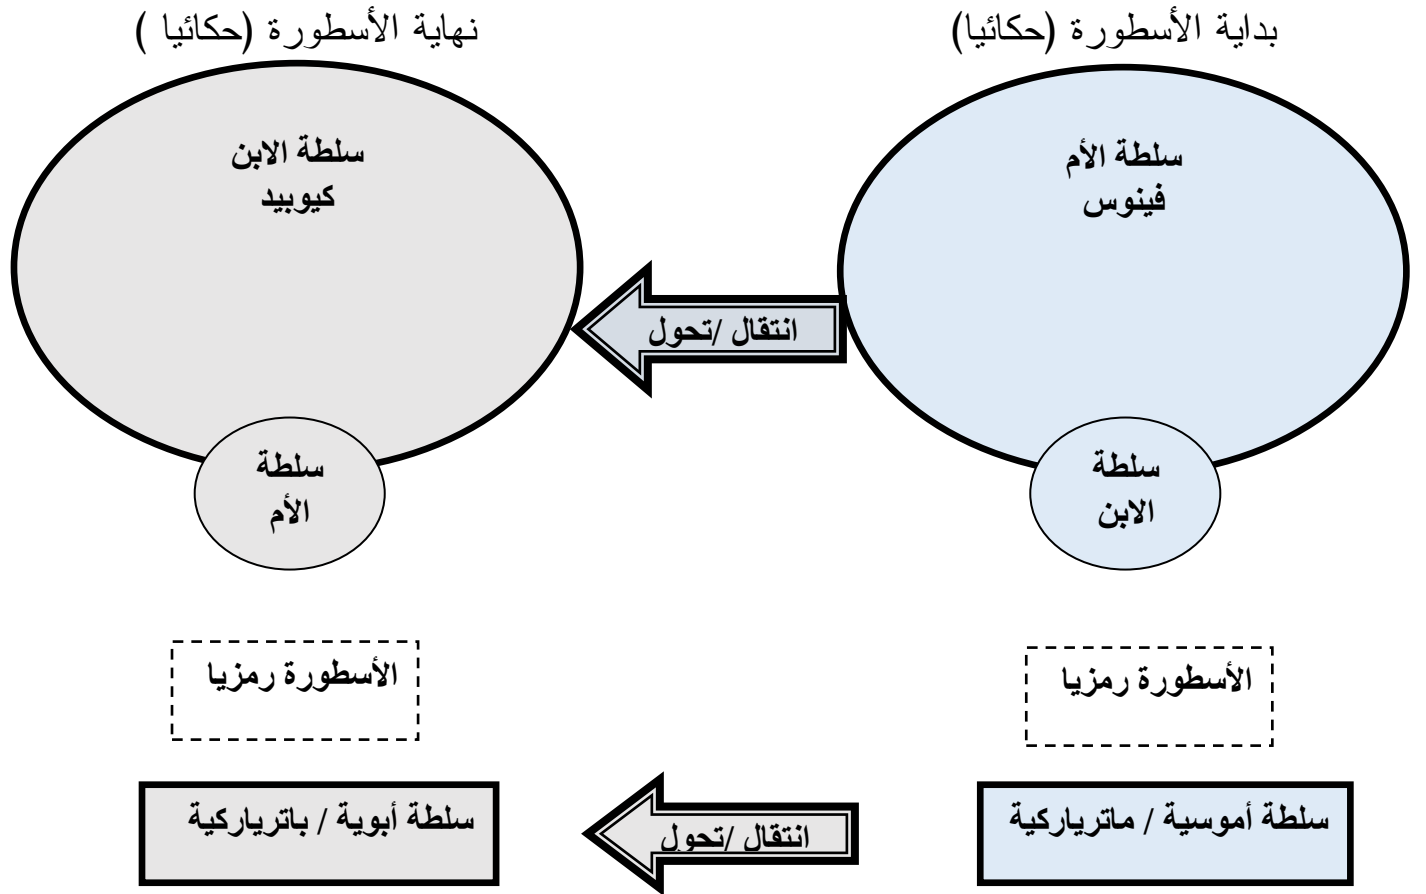 بداية الأسطورة (حكائيا)
نهاية الأسطورة (حكائيا )
سلطة الأم
فينوس
انتقال /تحول
سلطة الابن
كيوبيد
سلطة
الابن
سلطة
الأم
الأسطورة رمزيا
الأسطورة رمزيا
سلطة أموسية / ماترياركية
انتقال /تحول
سلطة أبوية / باترياركية